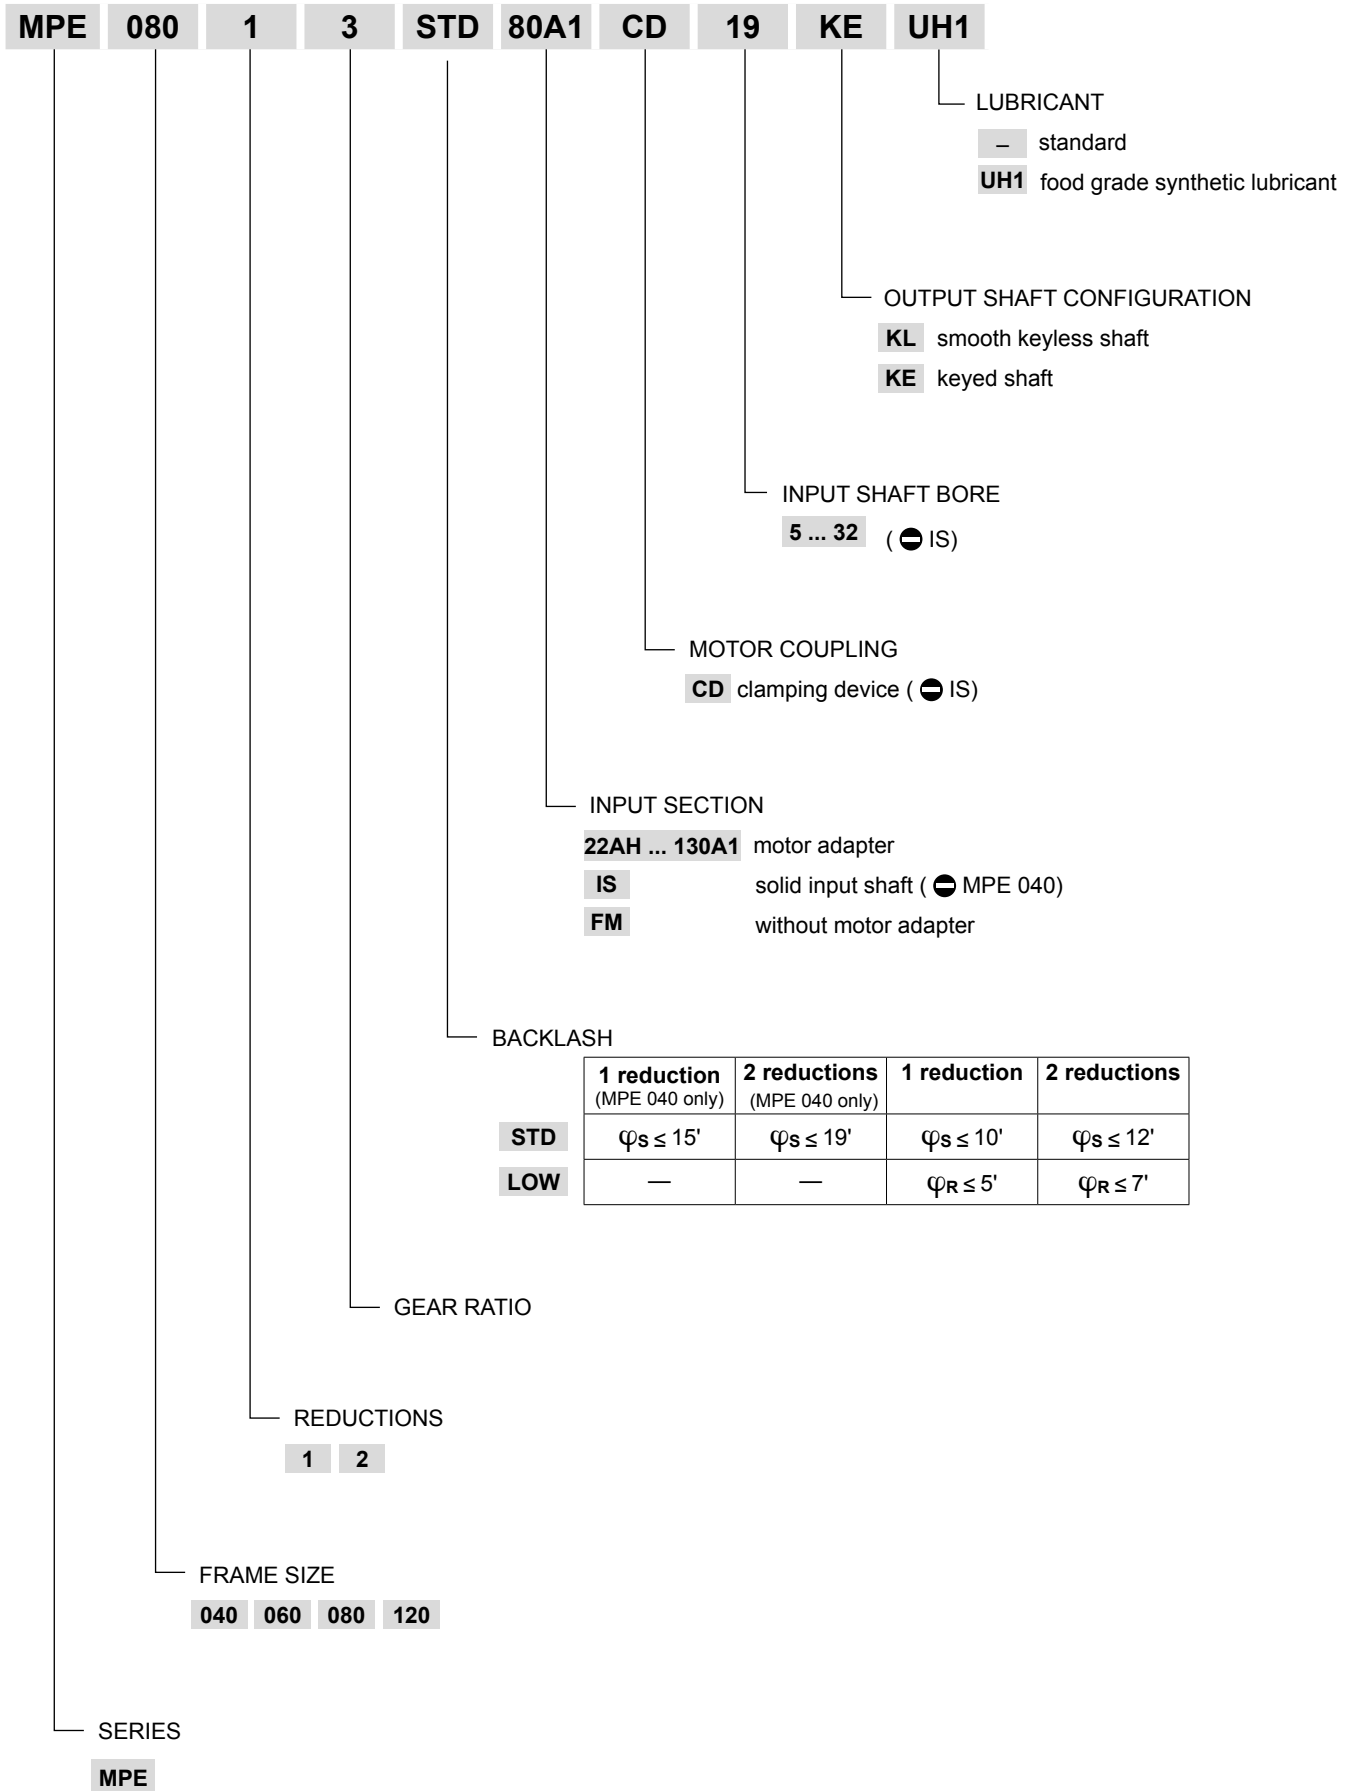 MPE 080 1 3 STD 80A1 CD 19 KE UH1
LUBRICANT
– standard
UH1 food grade synthetic lubricant
OUTPUT SHAFT CONFIGURATION
KL smooth keyless shaft
KE keyed shaft
INPUT SHAFT BORE
5 ... 32 ( IS)
MOTOR COUPLING
CD clamping device ( IS)
INPUT SECTION
22AH ... 130A1 motor adapter
IS solid input shaft ( MPE 040)
FM without motor adapter
BACKLASH
1 reduction 2 reductions 1 reduction 2 reductions
(MPE 040 only) (MPE 040 only)
STD φS ≤ 15' φS ≤ 19' φS ≤ 10' φS ≤ 12'
LOW — — φR ≤ 5' φR ≤ 7'
GEAR RATIO
REDUCTIONS
1 2
FRAME SIZE
040 060 080 120
SERIES
MPE